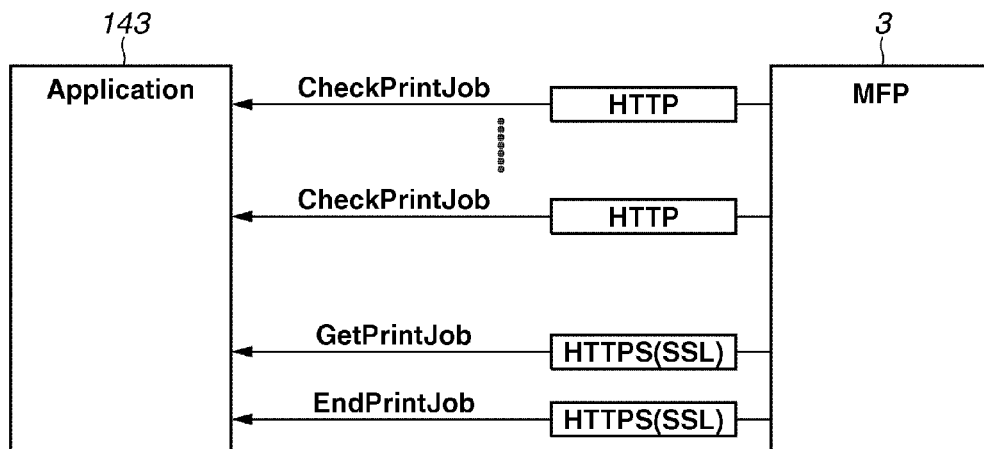 143
3
Application
MFP
CheckPrintJob
HTTP
CheckPrintJob
HTTP
GetPrintJob
HTTPS(SSL)
EndPrintJob
HTTPS(SSL)